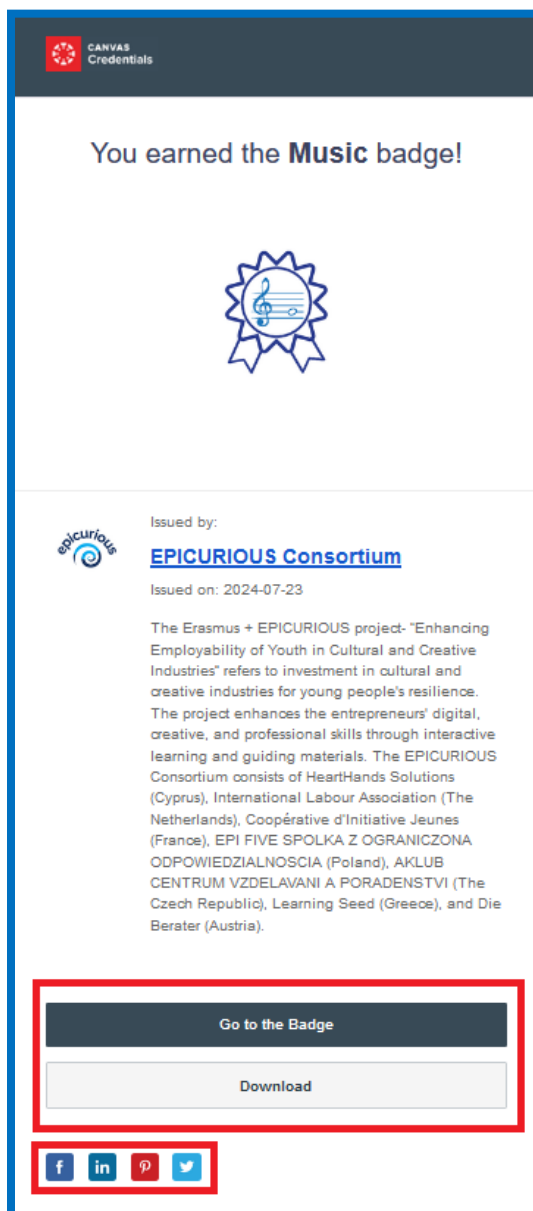 CANVAS
Credentials
You earned the Music badge!
epicurious
Issued by:
EPICURIOUS Consortium
Issued on: 2024-07-23
The Erasmus + EPICURIOUS project- "Enhancing
Employability of Youth in Cultural and Creative
Industries" refers to investment in cultural and
creative industries for young people's resilience.
The project enhances the entrepreneurs' digital,
creative, and professional skills through interactive
learning and guiding materials. The EPICURIOUS
Consortium consists of HeartHands Solutions
(Cyprus), International Labour Association (The
Netherlands), Coopérative d'Initiative Jeunes
(France), EPI FIVE SPOLKA Z OGRANICZONA
ODPOWIEDZIALNOSCIA (Poland), AKLUB
CENTRUM VZDELAVANI A PORADENSTVI (The
Czech Republic), Learning Seed (Greece), and Die
Berater (Austria).
Go to the Badge
Download
f in